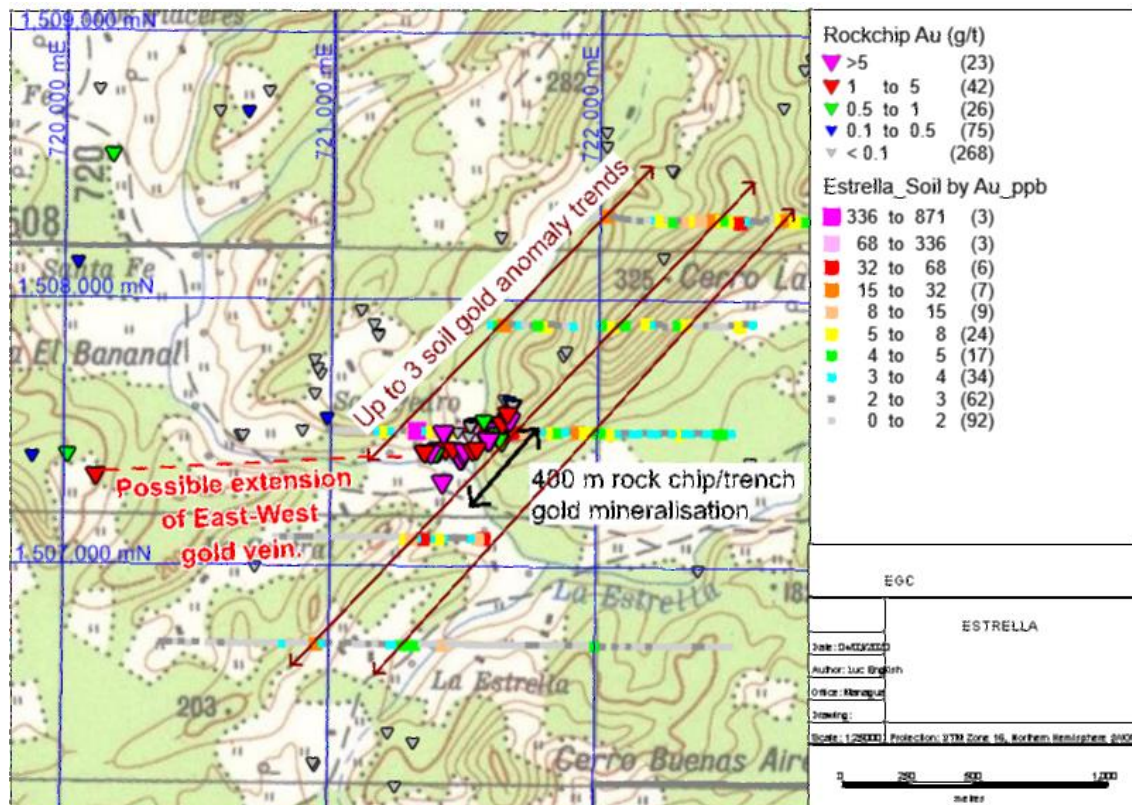 1.509.000 mN
720.000 mE
721.000 mE
722.000 mE
282
Fe
720
508
Santa Fe
325
Cerro La
1.508.000 mN
a El Bananal
Up to 3 soil gold anomaly trends
400 m rock chip/trench
gold mineralisation
Possible extension
of East-West
gold vein.
1.507.000 mN
La Estrella
La Estrella
203
Cerro Buenas Aire
Rockchip Au (g/t)
>5 (23)
1 to 5 (42)
0.5 to 1 (26)
0.1 to 0.5 (75)
< 0.1 (268)
Estrella_Soil by Au_ppb
336 to 871 (3)
68 to 336 (3)
32 to 68 (6)
15 to 32 (7)
8 to 15 (9)
5 to 8 (24)
4 to 5 (17)
3 to 4 (34)
2 to 3 (62)
0 to 2 (92)
EGC
ESTRELLA
Date:
Author: Luc English
Office: Managua
Drawing:
Scale: 1:25000
Projection: UTM Zone 16, Northern Hemisphere
0 250 500 1,000
metres